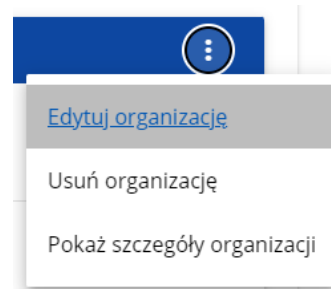 Edytuj organizację
Usuń organizację
Pokaż szczegóły organizacji